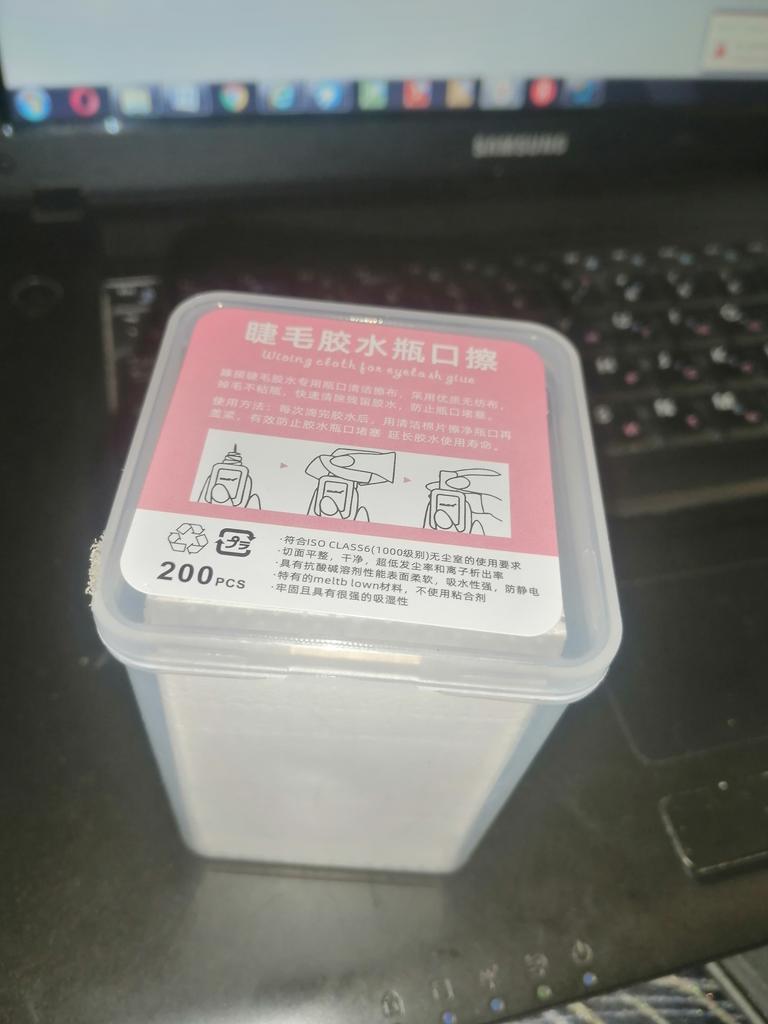 SAMSUNG
睫毛胶水瓶口擦
Wibing cloth for eyelash glue
嫁接睫毛胶水专用瓶口清洁擦布，采用优质无纺布，
掉毛不粘瓶，快速清除残留胶水，防止瓶口堵塞。
使用方法：每次滴完胶水后，用清洁棉片擦净瓶口再
盖紧，有效防止胶水瓶口堵塞 延长胶水使用寿命。
プラ
200PCS
·符合ISO CLASS6(1000级别)无尘室的使用要求
·切面平整，干净，超低发尘率和离子析出率
·具有抗酸碱溶剂性能表面柔软，吸水性强，防静电
·特有的meltb lown材料，不使用粘合剂
·牢固且具有很强的吸湿性